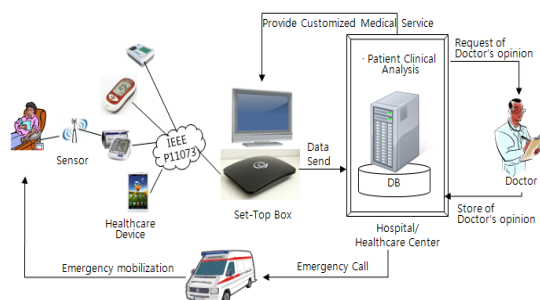 Provide Customized Medical Service
· Patient Clinical
Analysis
Request of
Doctor's opinion
IEEE
P11073
Sensor
Data
Send
DB
Doctor
Healthcare
Device
Set-Top Box
Store of
Doctor's opinion
Hospital/
Healthcare Center
Emergency mobilization
Emergency Call